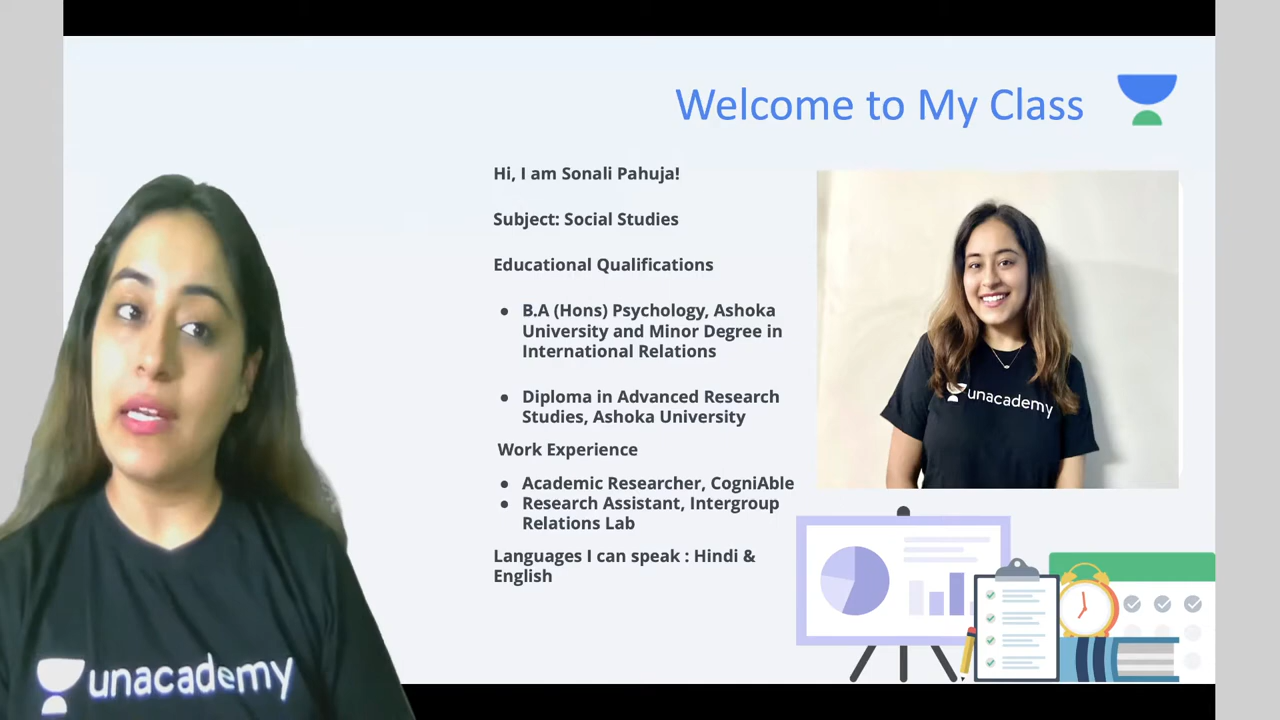 Welcome to My Class
Hi, I am Sonali Pahuja!
Subject: Social Studies
Educational Qualifications
● B.A (Hons) Psychology, Ashoka
University and Minor Degree in
International Relations
● Diploma in Advanced Research
Studies, Ashoka University
Work Experience
● Academic Researcher, CogniAble
● Research Assistant, Intergroup
Relations Lab
Languages I can speak : Hindi &
English
unacademy
unacademy